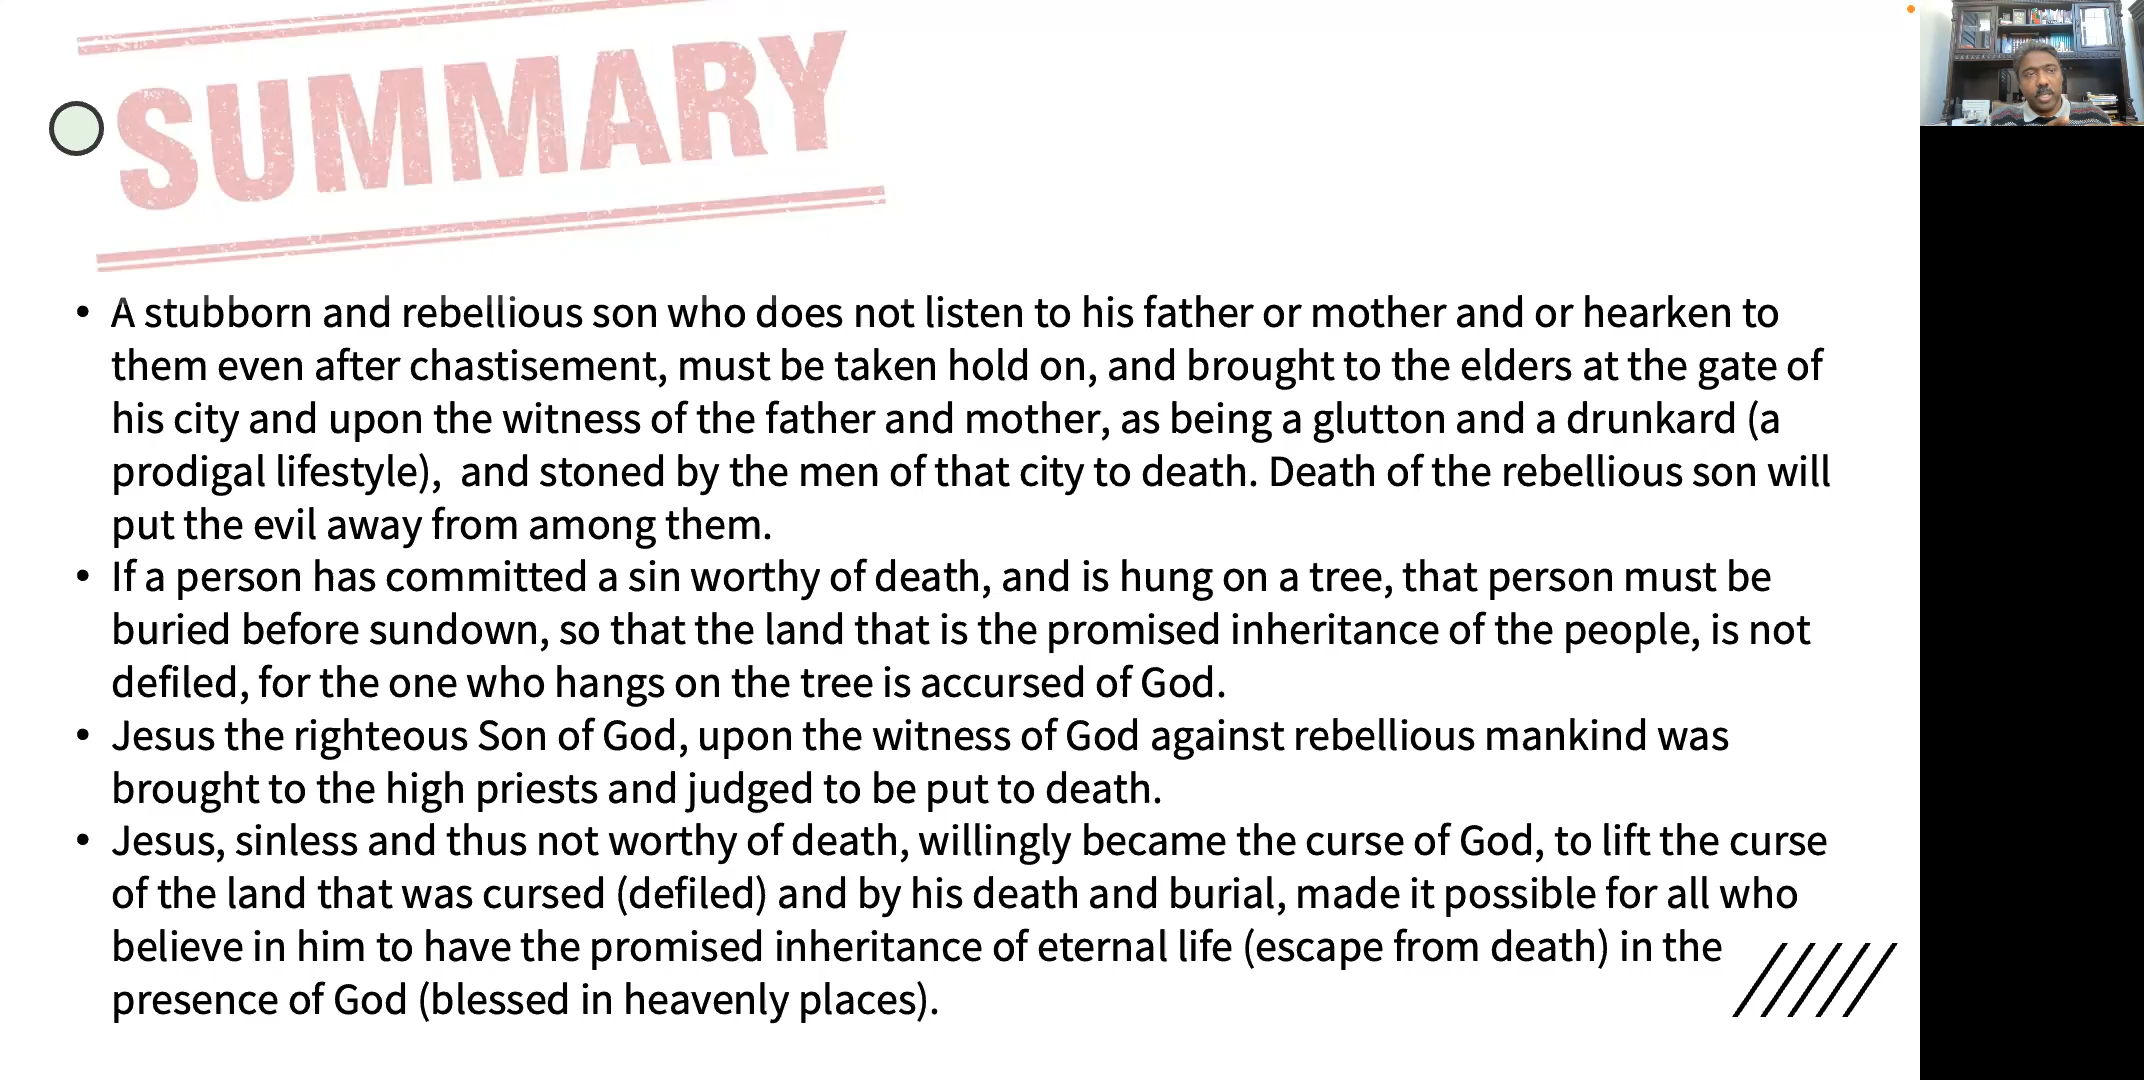 SUMMARY
• A stubborn and rebellious son who does not listen to his father or mother and or hearken to
them even after chastisement, must be taken hold on, and brought to the elders at the gate of
his city and upon the witness of the father and mother, as being a glutton and a drunkard (a
prodigal lifestyle),  and stoned by the men of that city to death. Death of the rebellious son will
put the evil away from among them.
• If a person has committed a sin worthy of death, and is hung on a tree, that person must be
buried before sundown, so that the land that is the promised inheritance of the people, is not
defiled, for the one who hangs on the tree is accursed of God.
• Jesus the righteous Son of God, upon the witness of God against rebellious mankind was
brought to the high priests and judged to be put to death.
• Jesus, sinless and thus not worthy of death, willingly became the curse of God, to lift the curse
of the land that was cursed (defiled) and by his death and burial, made it possible for all who
believe in him to have the promised inheritance of eternal life (escape from death) in the
presence of God (blessed in heavenly places).